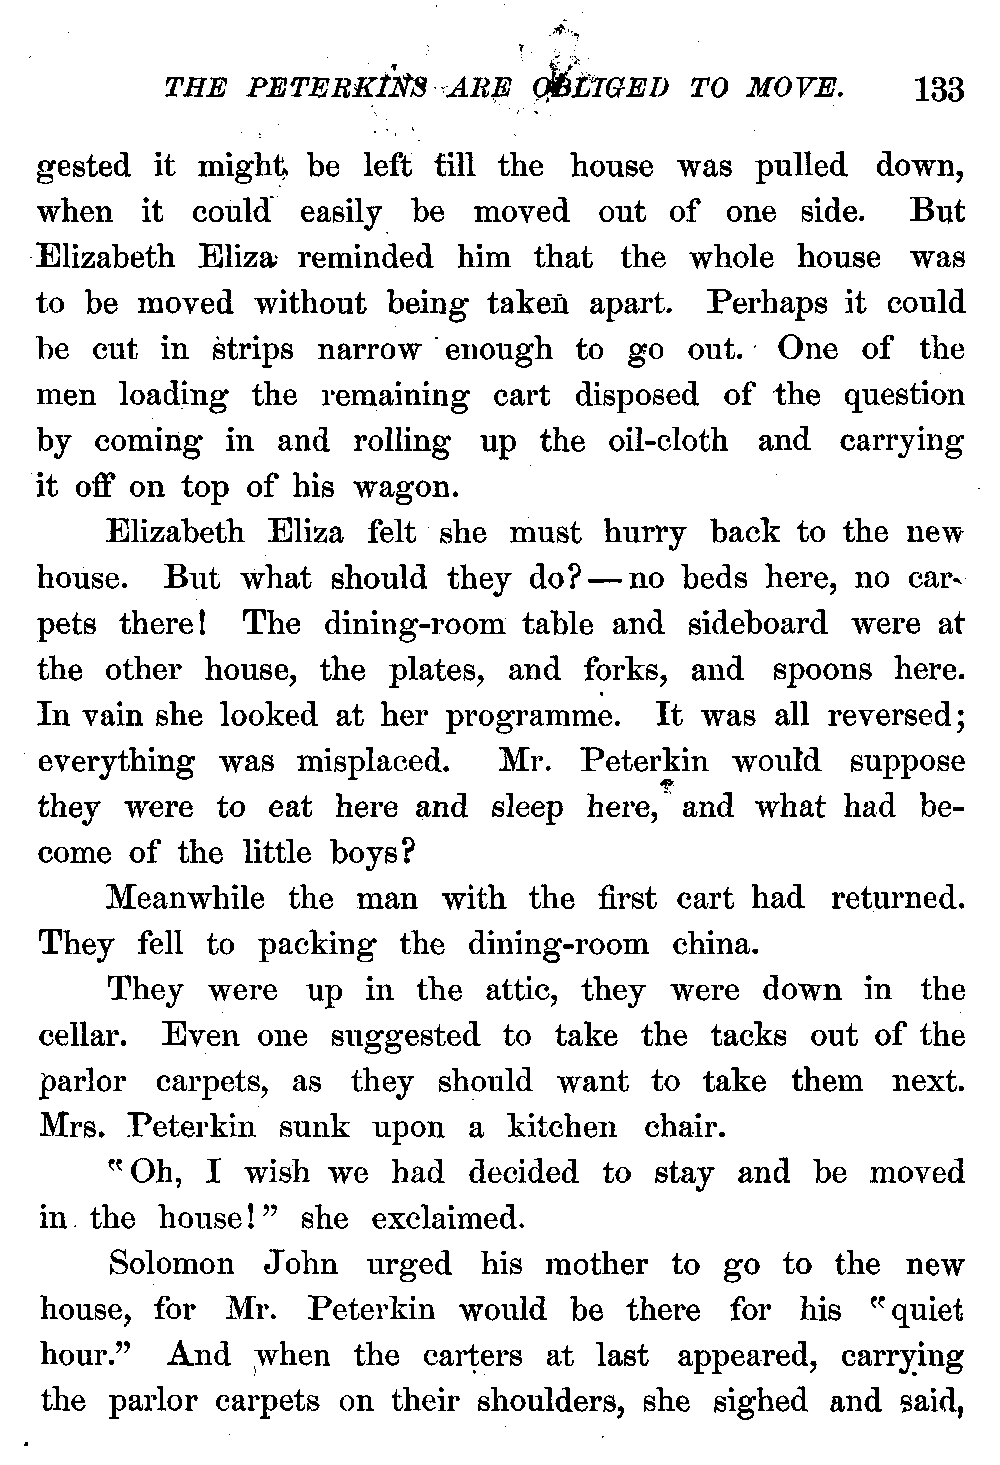 THE PETERKINS ARE OBLIGED TO MOVE. 133
gested it might be left till the house was pulled down,
when it could easily be moved out of one side. But
Elizabeth Eliza reminded him that the whole house was
to be moved without being taken apart. Perhaps it could
be cut in strips narrow enough to go out. One of the
men loading the remaining cart disposed of the question
by coming in and rolling up the oil-cloth and carrying
it off on top of his wagon.
Elizabeth Eliza felt she must hurry back to the new
house. But what should they do?—no beds here, no car-
pets there! The dining-room table and sideboard were at
the other house, the plates, and forks, and spoons here.
In vain she looked at her programme. It was all reversed;
everything was misplaced. Mr. Peterkin would suppose
they were to eat here and sleep here, and what had be-
come of the little boys?
Meanwhile the man with the first cart had returned.
They fell to packing the dining-room china.
They were up in the attic, they were down in the
cellar. Even one suggested to take the tacks out of the
parlor carpets, as they should want to take them next.
Mrs. Peterkin sunk upon a kitchen chair.
"Oh, I wish we had decided to stay and be moved
in the house!" she exclaimed.
Solomon John urged his mother to go to the new
house, for Mr. Peterkin would be there for his "quiet
hour." And when the carters at last appeared, carrying
the parlor carpets on their shoulders, she sighed and said,